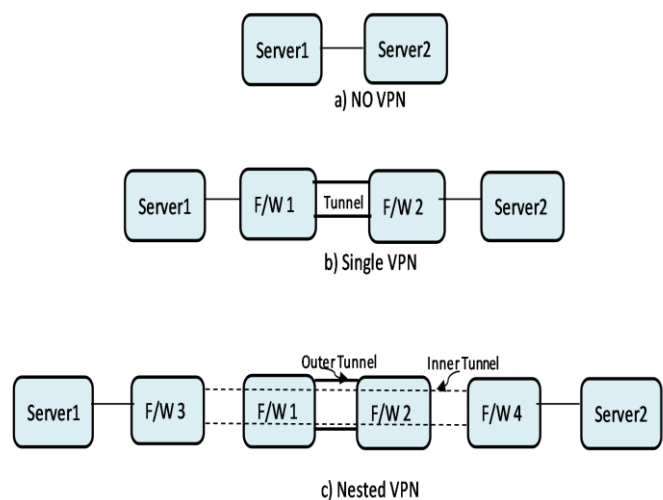 Server1 Server2
a) NO VPN
Server1 F/W 1 Tunnel F/W 2 Server2
b) Single VPN
Outer Tunnel Inner Tunnel
Server1 F/W 3 F/W 1 F/W 2 F/W 4 Server2
c) Nested VPN